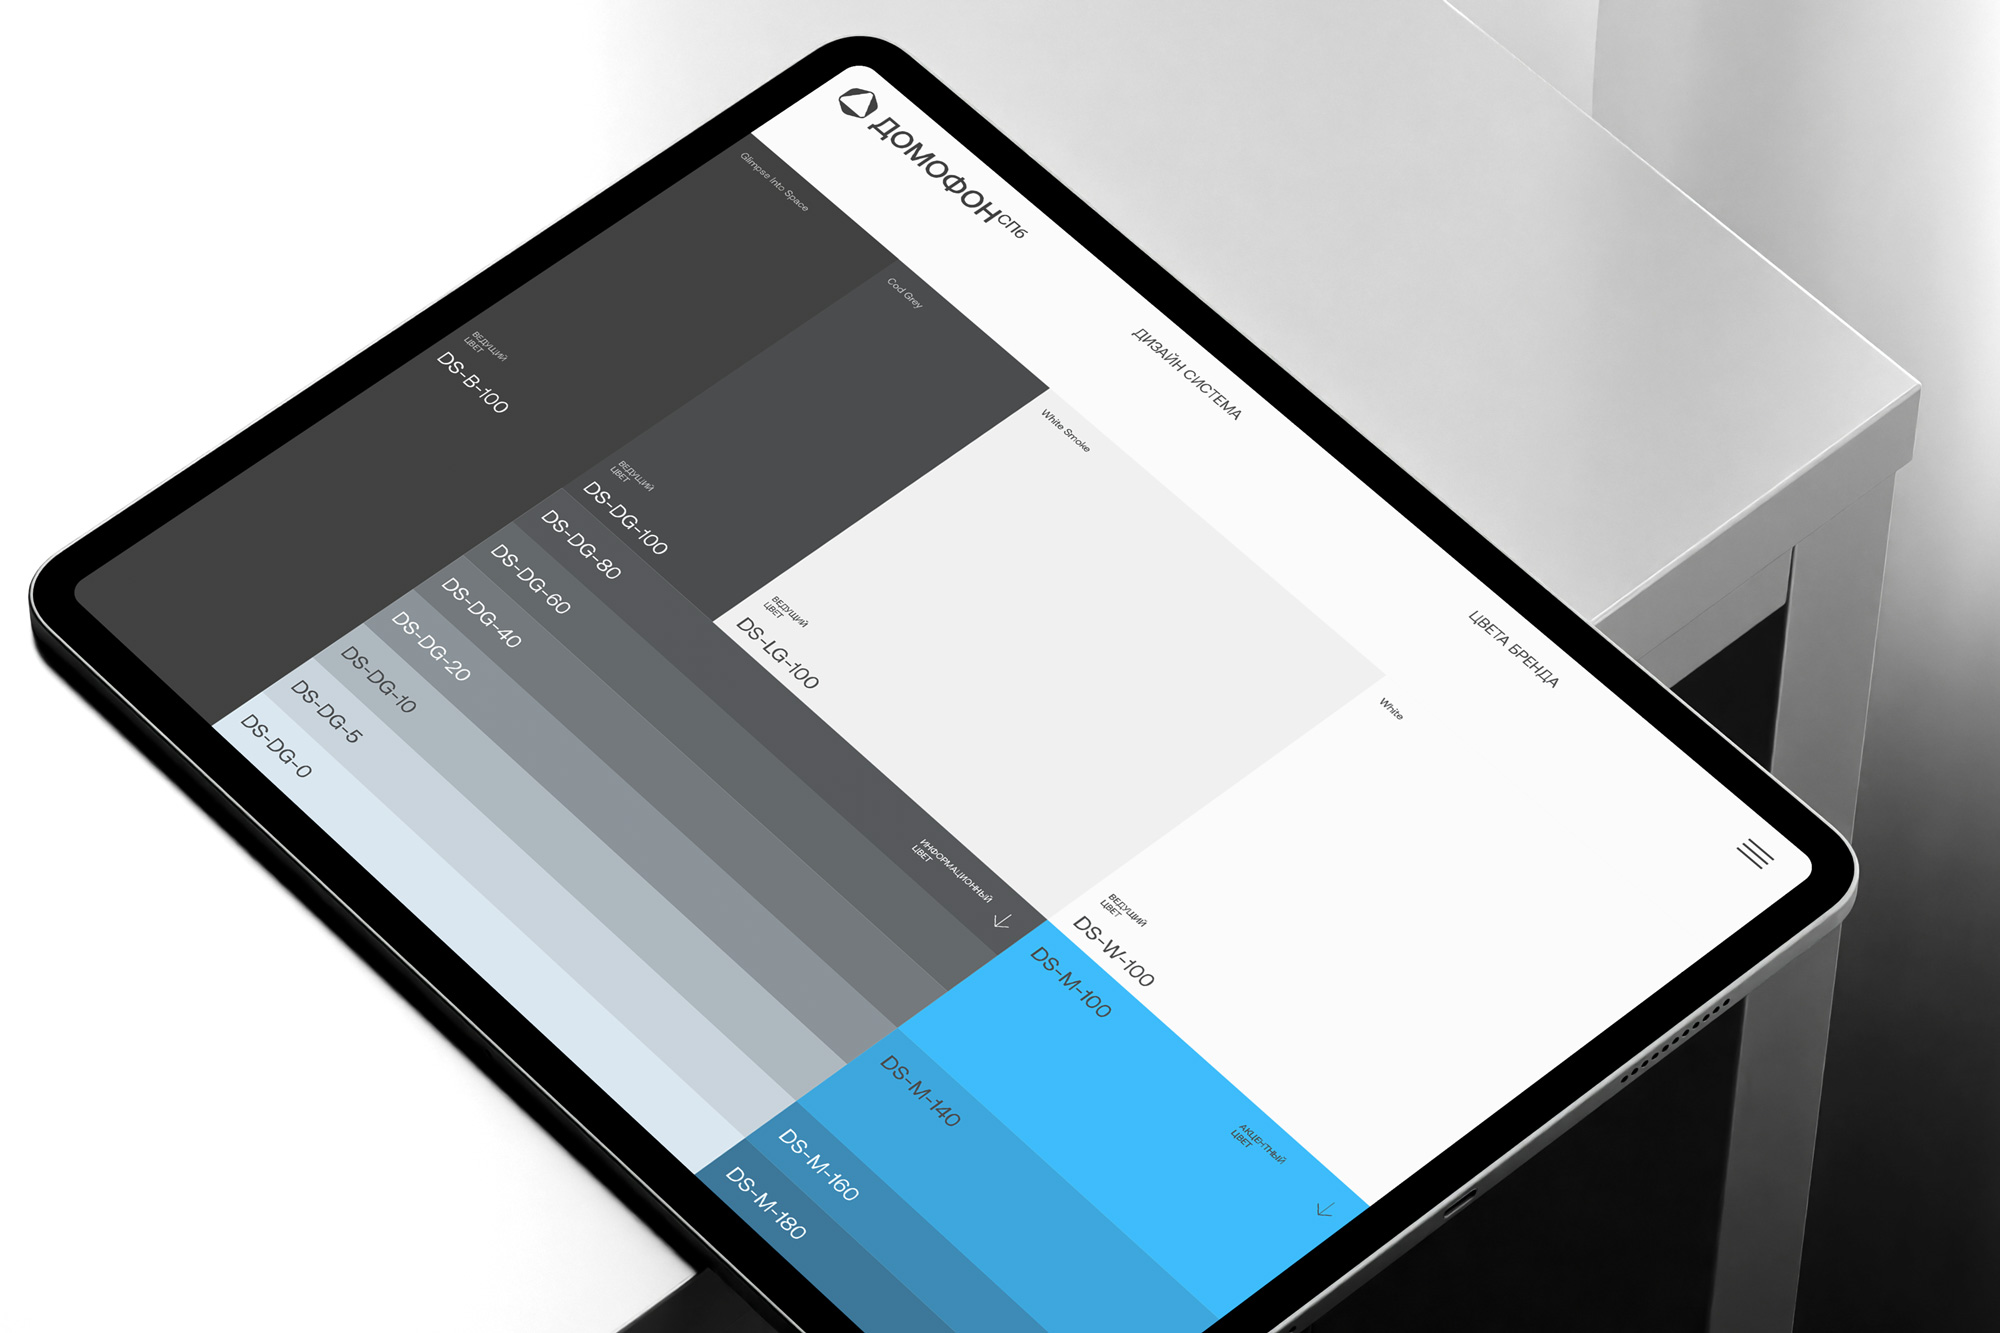 ДОМОФОНСПб
ДИЗАЙН СИСТЕМА
ЦВЕТА БРЕНДА
Glimpse Into Space
ВЕДУЩИЙ
ЦВЕТ
DS-B-100
Cod Grey
ВЕДУЩИЙ
ЦВЕТ
DS-DG-100
DS-DG-80
DS-DG-60
DS-DG-40
DS-DG-20
DS-DG-10
DS-DG-5
DS-DG-0
ИНФОРМАЦИОННЫЙ
ЦВЕТ
White Smoke
ВЕДУЩИЙ
ЦВЕТ
DS-LG-100
White
ВЕДУЩИЙ
ЦВЕТ
DS-W-100
DS-M-100
АКЦЕНТНЫЙ
ЦВЕТ
DS-M-140
DS-M-160
DS-M-180